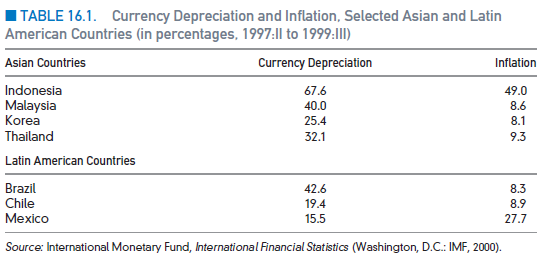 ■ TABLE 16.1. Currency Depreciation and Inflation, Selected Asian and Latin
American Countries (in percentages, 1997:II to 1999:III)
Asian Countries Currency Depreciation Inflation
Indonesia 67.6 49.0
Malaysia 40.0 8.6
Korea 25.4 8.1
Thailand 32.1 9.3
Latin American Countries
Brazil 42.6 8.3
Chile 19.4 8.9
Mexico 15.5 27.7
Source: International Monetary Fund, International Financial Statistics (Washington, D.C.: IMF, 2000).